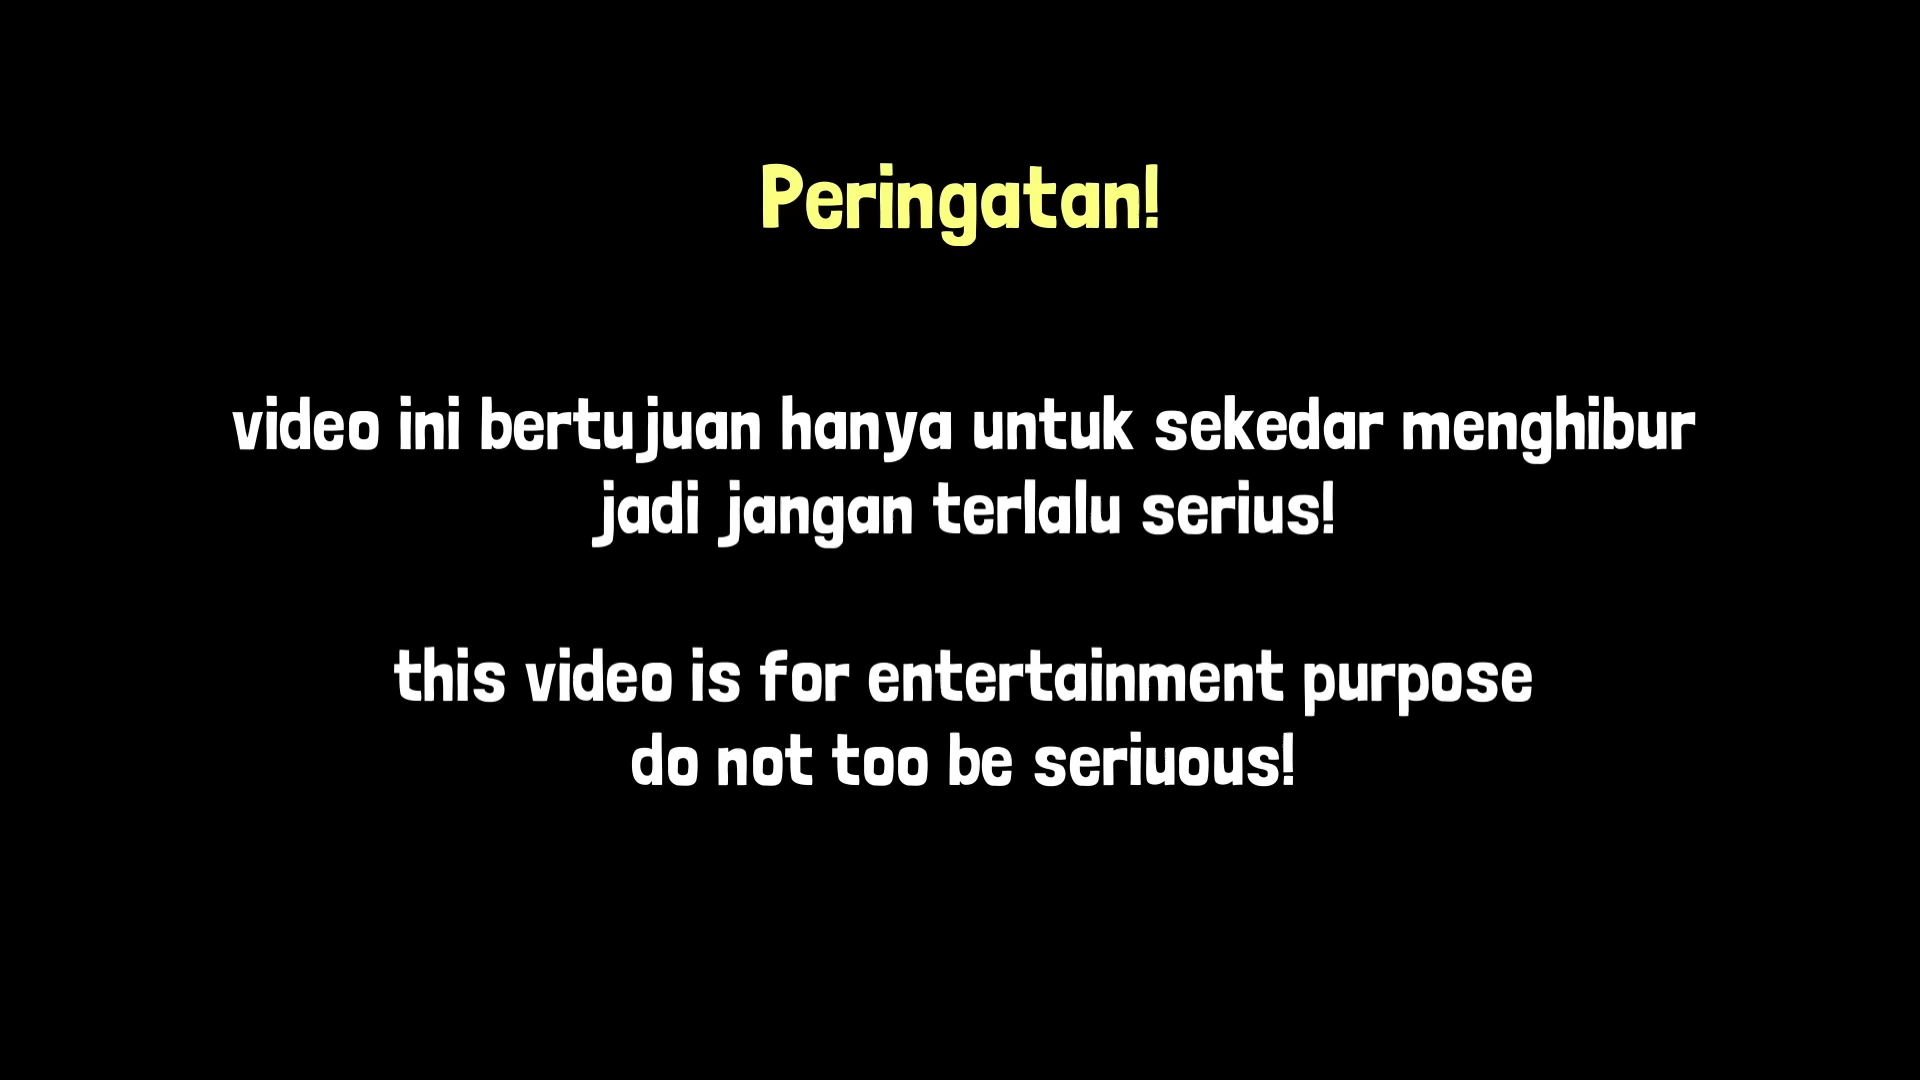 Peringatan!
video ini bertujuan hanya untuk sekedar menghibur
jadi jangan terlalu serius!
this video is for entertainment purpose
do not too be seriuous!